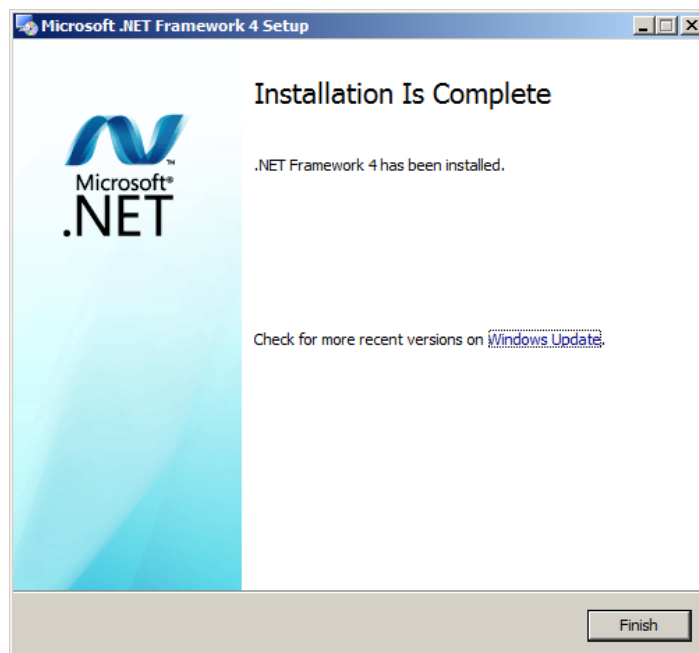 Microsoft .NET Framework 4 Setup
Installation Is Complete
Microsoft®
.NET
™
.NET Framework 4 has been installed.
Check for more recent versions on Windows Update.
Finish